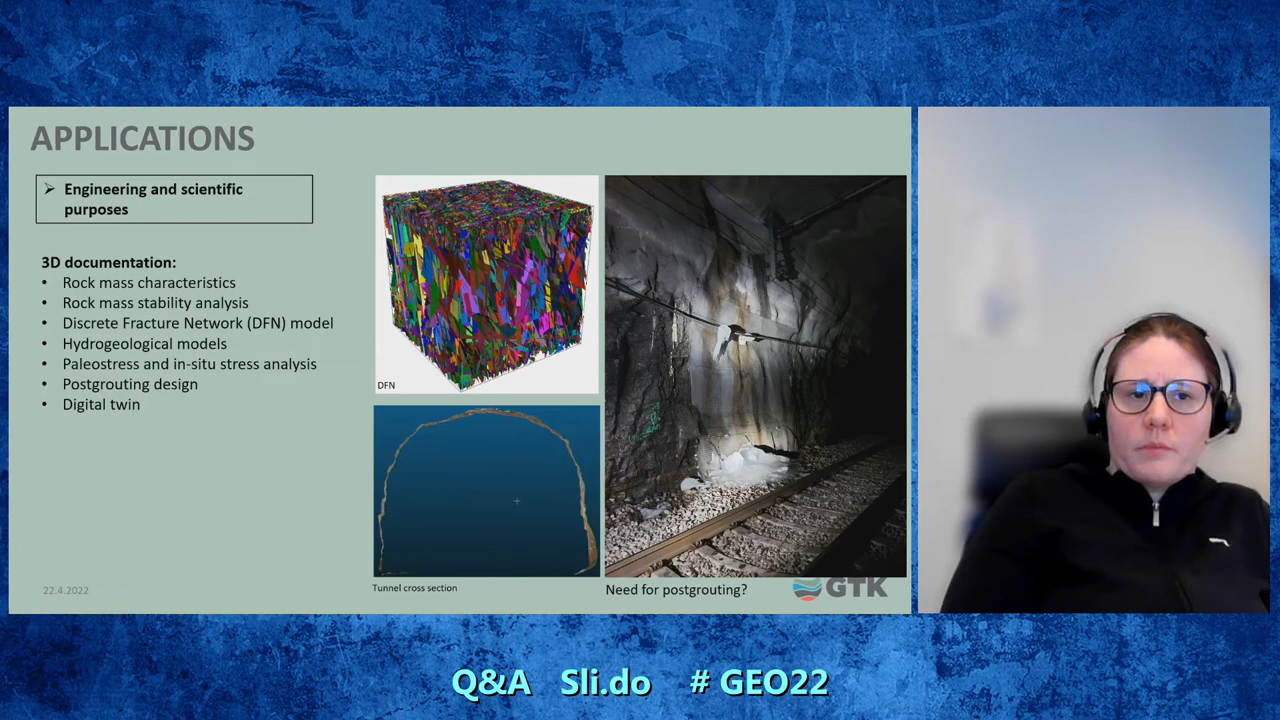 APPLICATIONS
➢ Engineering and scientific
purposes
3D documentation:
• Rock mass characteristics
• Rock mass stability analysis
• Discrete Fracture Network (DFN) model
• Hydrogeological models
• Paleostress and in-situ stress analysis
• Postgrouting design
• Digital twin
DFN
Tunnel cross section
Need for postgrouting?
22.4.2022
GTK
Q&A Sli.do # GEO22